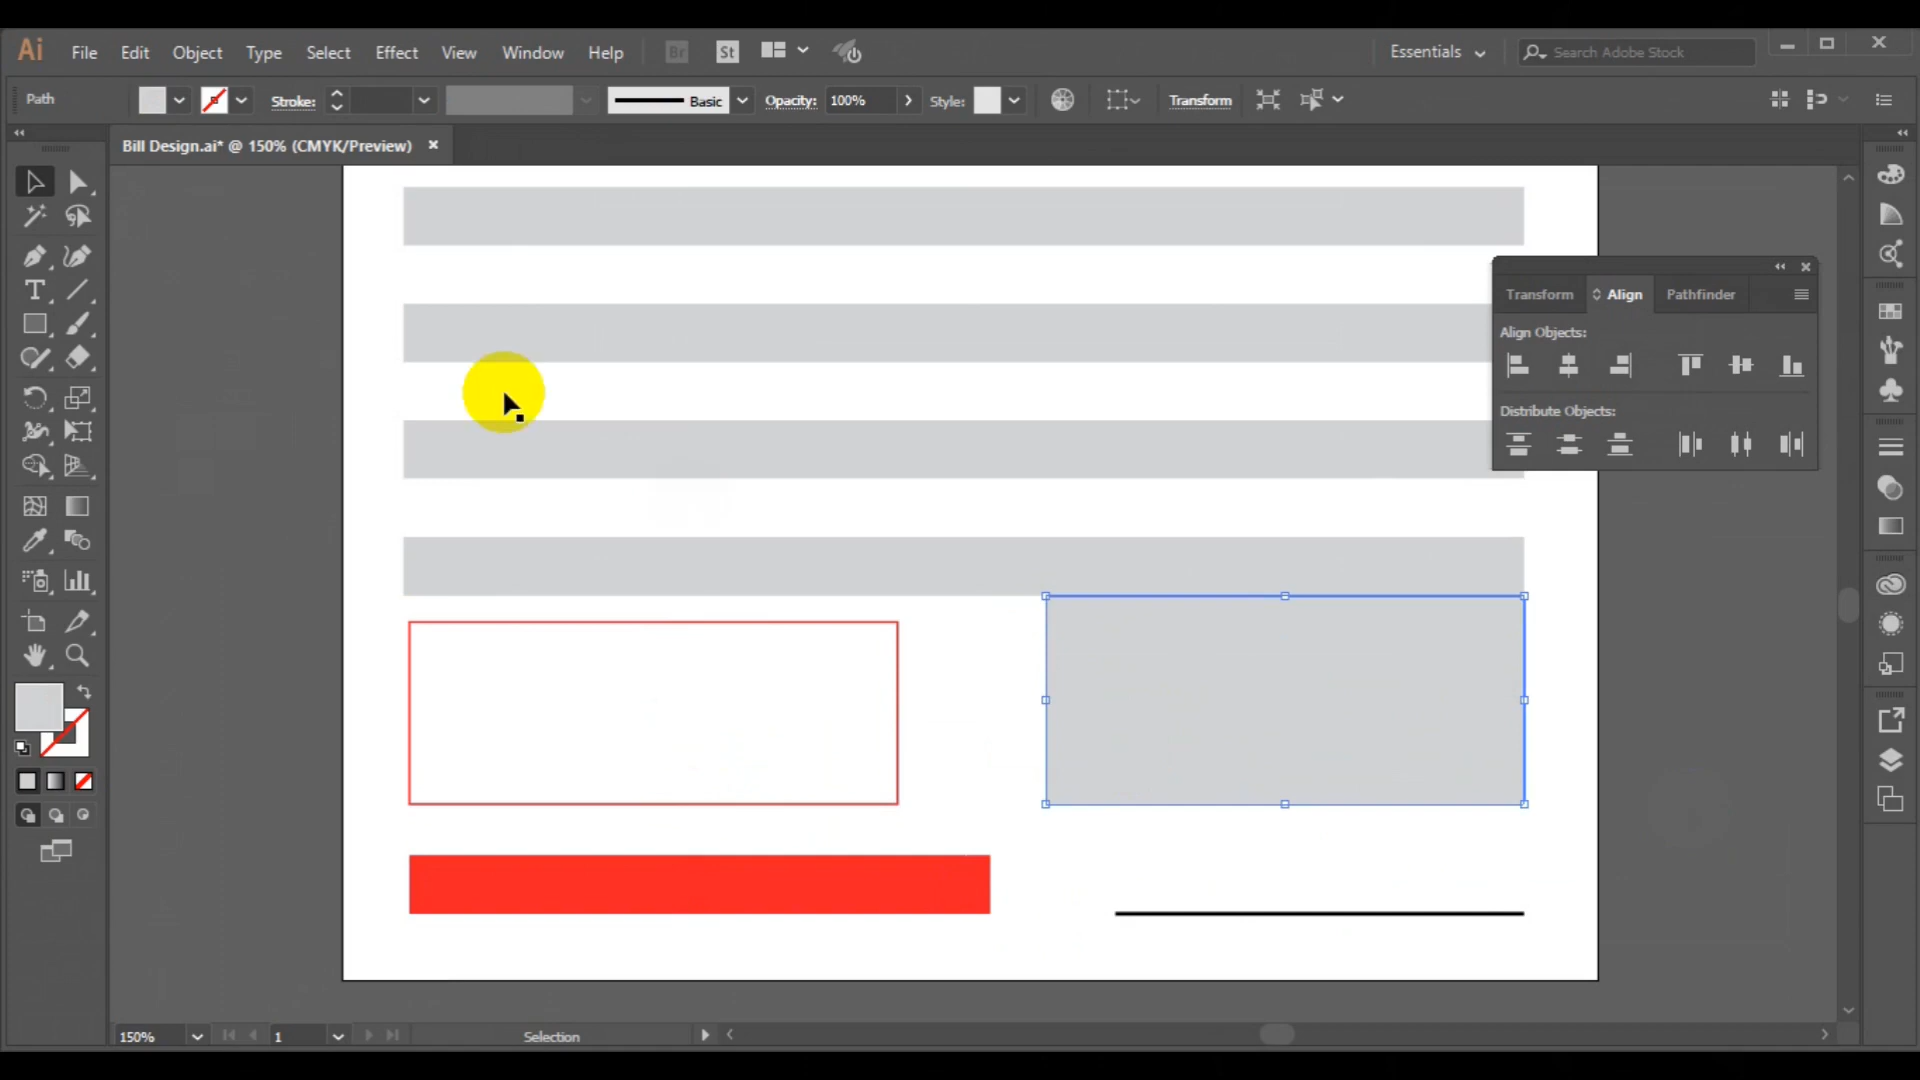 Ai File Edit Object Type Select Effect View Window Help Br St Essentials Search Adobe Stock
Path Stroke: Basic Opacity: 100% Style: Transform
Bill Design.ai* @ 150% (CMYK/Preview)
Transform Align Pathfinder
Align Objects:
Distribute Objects:
150% 1 Selection